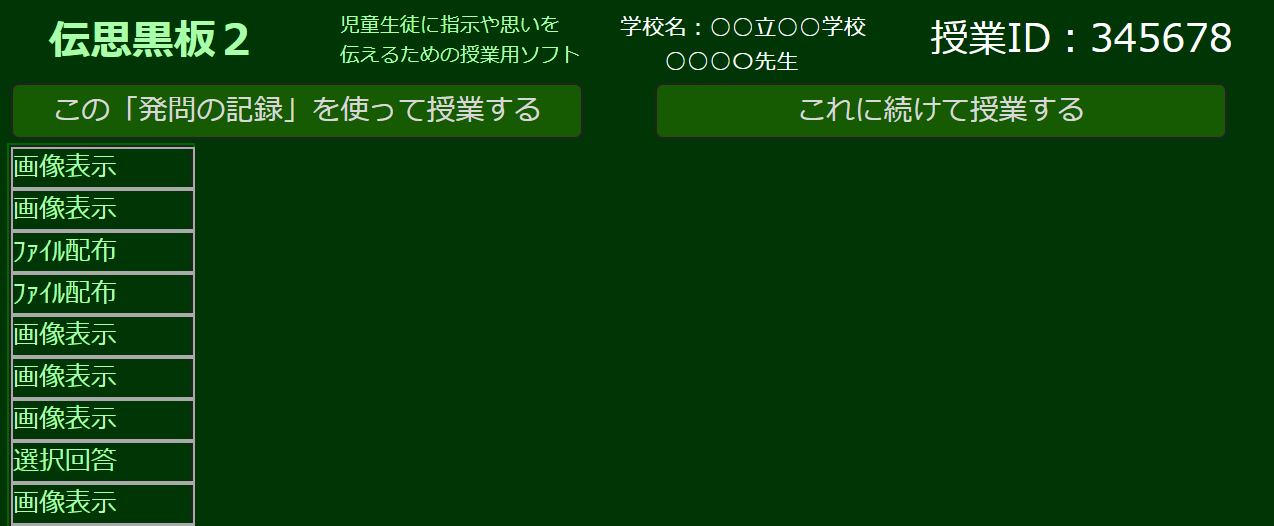 伝思黒板２
児童生徒に指示や思いを
伝えるための授業用ソフト
学校名：〇〇立〇〇学校
〇〇〇〇先生
授業ID：345678
この「発問の記録」を使って授業する
これに続けて授業する
画像表示
画像表示
ﾌｧｲﾙ配布
ﾌｧｲﾙ配布
画像表示
画像表示
画像表示
選択回答
画像表示